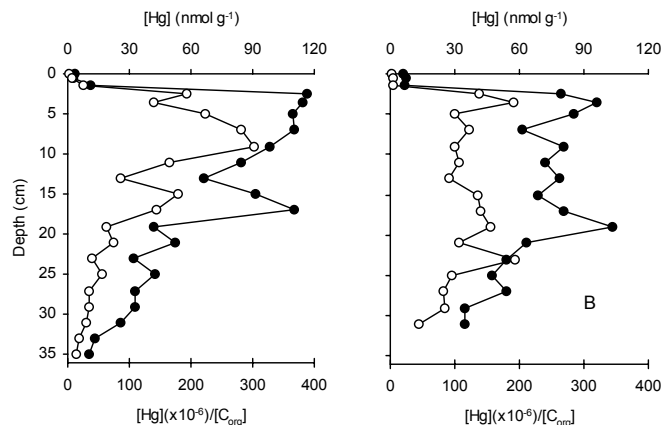 [Hg] (nmol g⁻¹)
[Hg] (nmol g⁻¹)
0 30 60 90 120
0 30 60 90 120
0
5
10
15
20
25
30
35
Depth (cm)
B
0 100 200 300 400
0 100 200 300 400
[Hg](x10⁻⁶)/[C_org]
[Hg](x10⁻⁶)/[C_org]